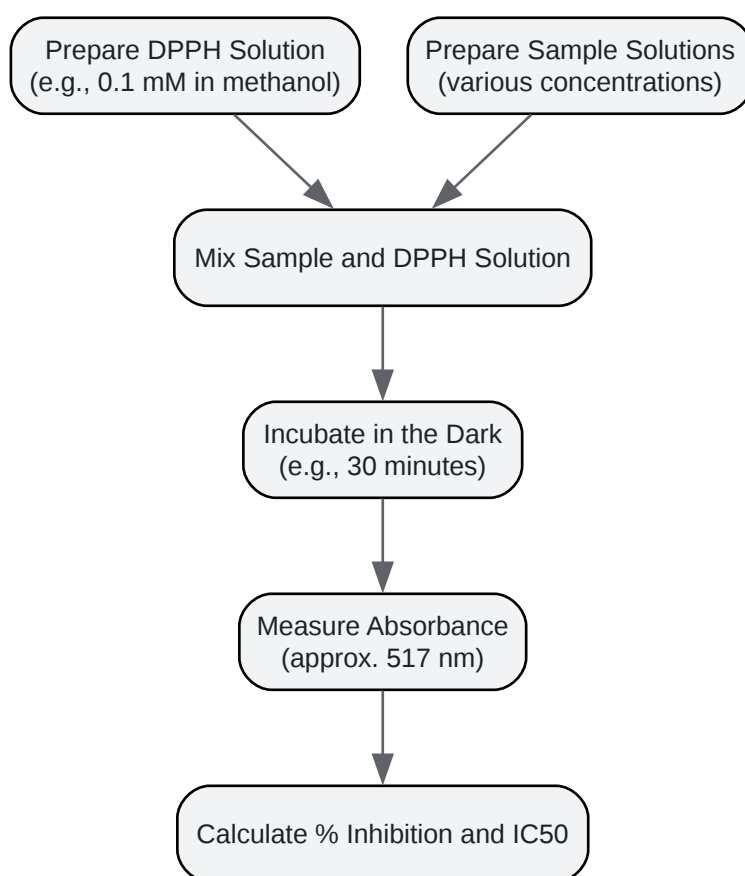 Prepare DPPH Solution
(e.g., 0.1 mM in methanol)
Prepare Sample Solutions
(various concentrations)
Mix Sample and DPPH Solution
Incubate in the Dark
(e.g., 30 minutes)
Measure Absorbance
(approx. 517 nm)
Calculate % Inhibition and IC50